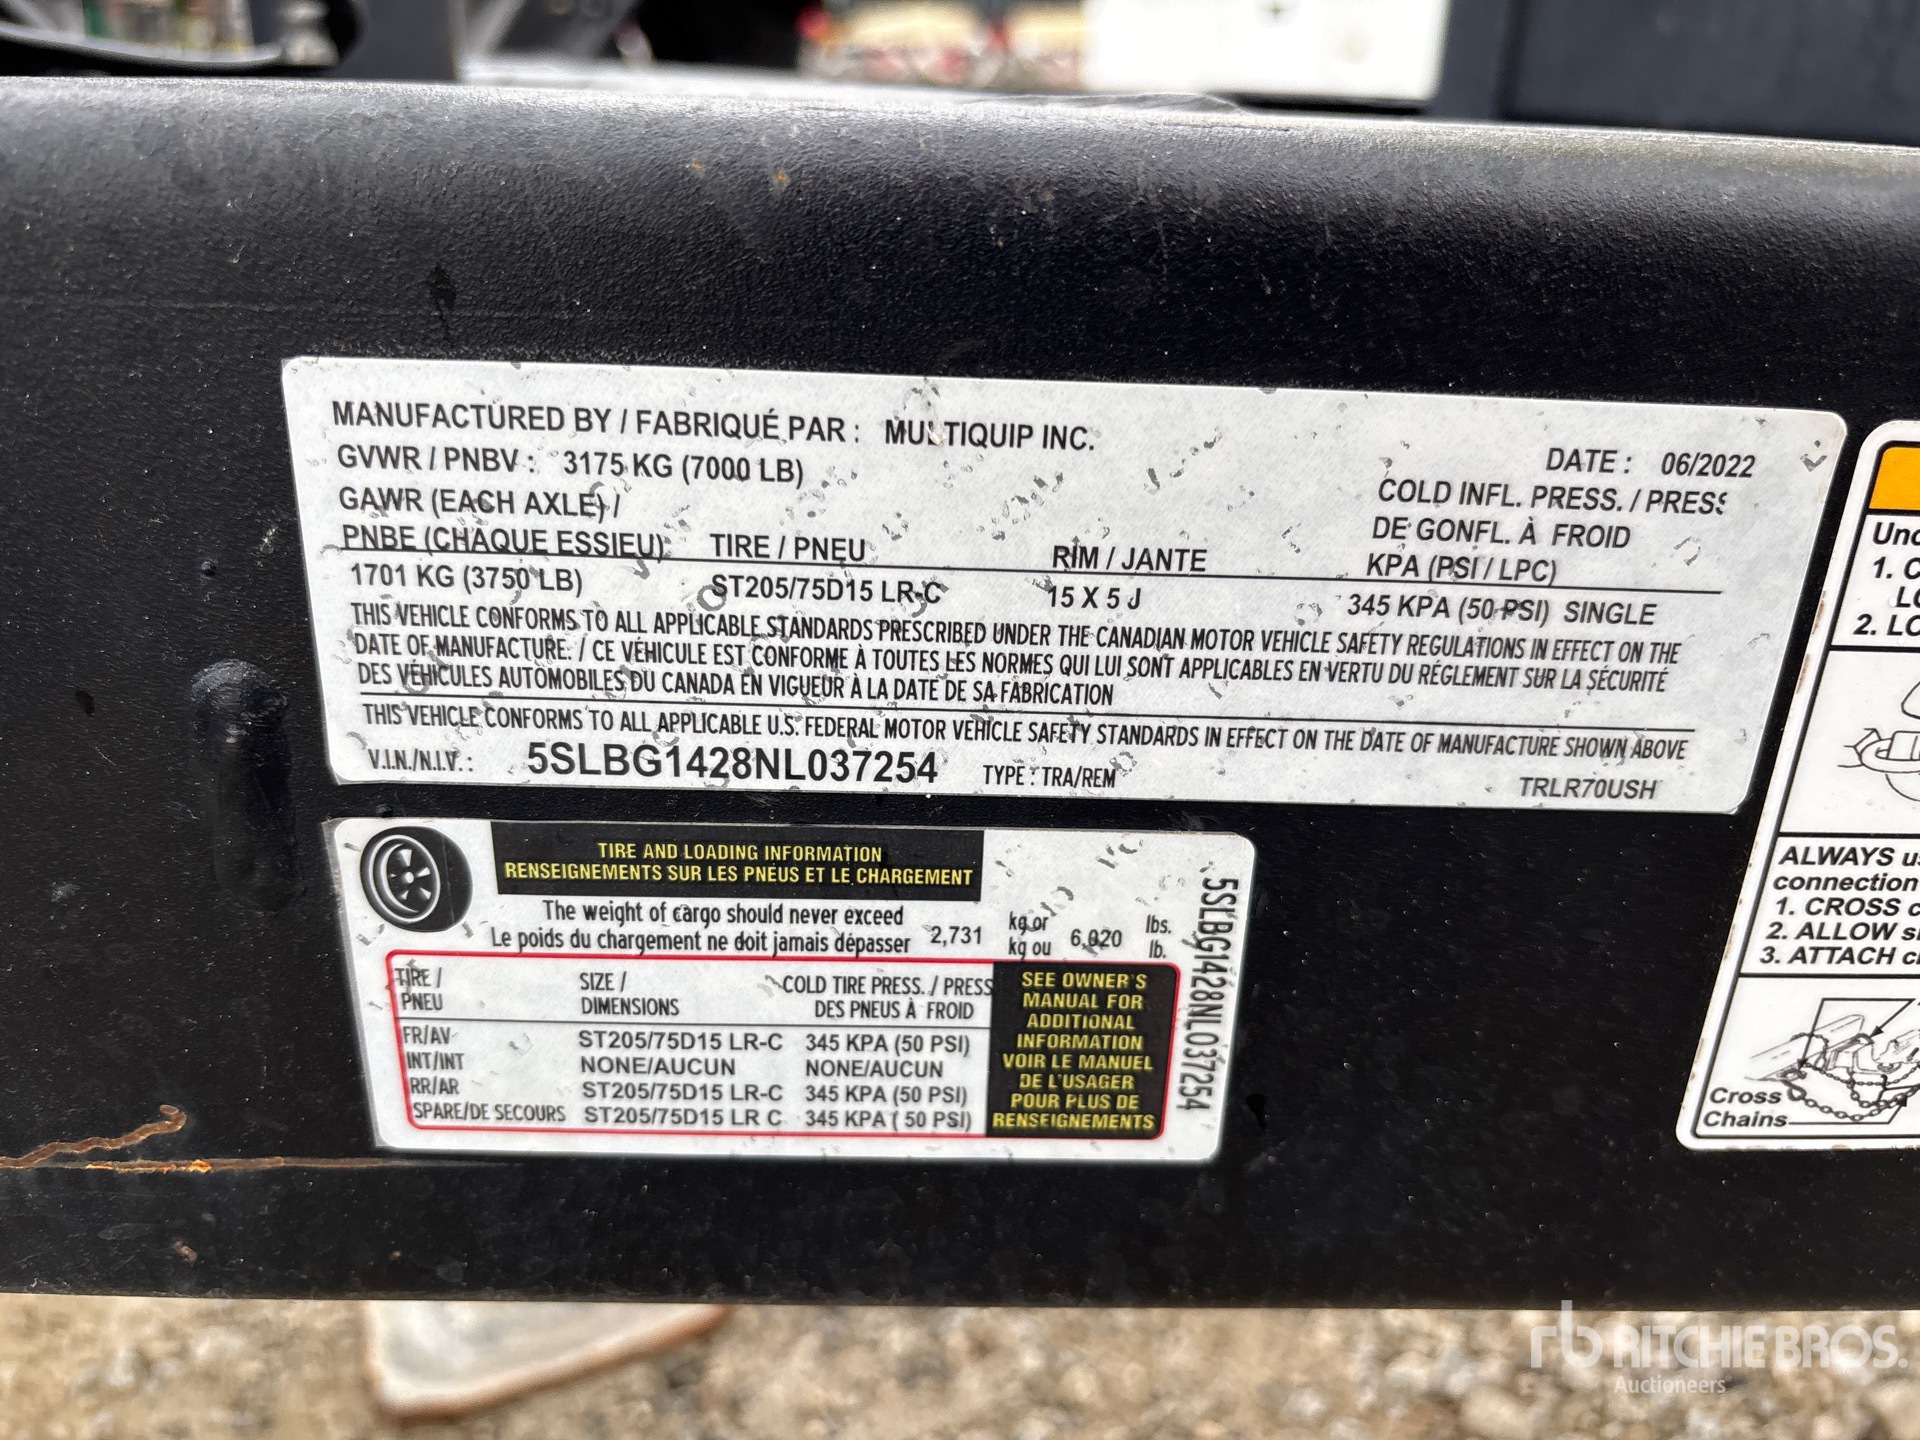 MANUFACTURED BY / FABRIQUÉ PAR : MULTIQUIP INC.
GVWR / PNBV : 3175 KG (7000 LB)
DATE : 06/2022
GAWR (EACH AXLE) /
PNBE (CHAQUE ESSIEU)
TIRE / PNEU
RIM / JANTE
COLD INFL. PRESS. / PRESS
DE GONFL. À FROID
KPA (PSI / LPC)
1701 KG (3750 LB) ST205/75D15 LR-C 15 X 5 J 345 KPA (50 PSI) SINGLE
THIS VEHICLE CONFORMS TO ALL APPLICABLE STANDARDS PRESCRIBED UNDER THE CANADIAN MOTOR VEHICLE SAFETY REGULATIONS IN EFFECT ON THE
DATE OF MANUFACTURE. / CE VÉHICULE EST CONFORME À TOUTES LES NORMES QUI LUI SONT APPLICABLES EN VERTU DU RÉGLEMENT SUR LA SÉCURITÉ
DES VÉHICULES AUTOMOBILES DU CANADA EN VIGUEUR À LA DATE DE SA FABRICATION
THIS VEHICLE CONFORMS TO ALL APPLICABLE U.S. FEDERAL MOTOR VEHICLE SAFETY STANDARDS IN EFFECT ON THE DATE OF MANUFACTURE SHOWN ABOVE
V.I.N./N.I.V. : 5SLBG1428NL037254 TYPE : TRA/REM TRLR70USH
TIRE AND LOADING INFORMATION
RENSEIGNEMENTS SUR LES PNEUS ET LE CHARGEMENT
The weight of cargo should never exceed
Le poids du chargement ne doit jamais dépasser
2,731
kg or
kg ou
6,020
lbs.
lb.
TIRE /
PNEU
SIZE /
DIMENSIONS
COLD TIRE PRESS. / PRESS
DES PNEUS À FROID
FR/AV ST205/75D15 LR-C 345 KPA (50 PSI)
INT/INT NONE/AUCUN NONE/AUCUN
RR/AR ST205/75D15 LR-C 345 KPA (50 PSI)
SPARE/DE SECOURS ST205/75D15 LR C 345 KPA ( 50 PSI)
SEE OWNER'S
MANUAL FOR
ADDITIONAL
INFORMATION
VOIR LE MANUEL
DE L'USAGER
POUR PLUS DE
RENSEIGNEMENTS
5SLBG1428NL037254
1.
2.
ALWAYS
connection
1. CROSS
2. ALLOW
3. ATTACH
Cross
Chains
rb RITCHIE BROS.
Auctioneers